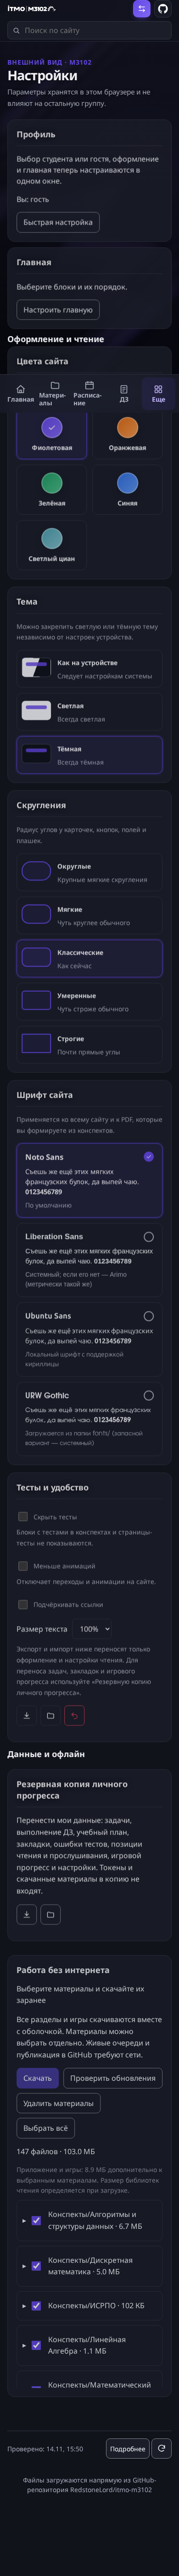 iТМО |М3102
Поиск по сайту
ВНЕШНИЙ ВИД · М3102
Настройки
Параметры хранятся в этом браузере и не
влияют на остальную группу.
Профиль
Выбор студента или гостя, оформление
и главная теперь настраиваются в
одном окне.
Вы: гость
Быстрая настройка
Главная
Выберите блоки и их порядок.
Настроить главную
Оформление и чтение
Цвета сайта
Главная
Матери-
алы
Расписа-
ние
ДЗ
Еще
Фиолетовая
Оранжевая
Зелёная
Синяя
Светлый циан
Тема
Можно закрепить светлую или тёмную тему
независимо от настроек устройства.
Как на устройстве
Следует настройкам системы
Светлая
Всегда светлая
Тёмная
Всегда тёмная
Скругления
Радиус углов у карточек, кнопок, полей и
плашек.
Округлые
Крупные мягкие скругления
Мягкие
Чуть круглее обычного
Классические
Как сейчас
Умеренные
Чуть строже обычного
Строгие
Почти прямые углы
Шрифт сайта
Применяется ко всему сайту и к PDF, которые
вы формируете из конспектов.
Noto Sans
Съешь же ещё этих мягких
французских булок, да выпей чаю.
0123456789
По умолчанию
Liberation Sans
Съешь же ещё этих мягких французских
булок, да выпей чаю. 0123456789
Системный; если его нет — Arimo
(метрически такой же)
Ubuntu Sans
Съешь же ещё этих мягких французских
булок, да выпей чаю. 0123456789
Локальный шрифт с поддержкой
кириллицы
URW Gothic
Съешь же ещё этих мягких французских
булок, да выпей чаю. 0123456789
Загружается из папки fonts/ (запасной
вариант — системный)
Тесты и удобство
Скрыть тесты
Блоки с тестами в конспектах и страницы-
тесты не показываются.
Меньше анимаций
Отключает переходы и анимации на сайте.
Подчёркивать ссылки
Размер текста
100%
Экспорт и импорт ниже переносят только
оформление и настройки чтения. Для
переноса задач, закладок и игрового
прогресса используйте «Резервную копию
личного прогресса».
Данные и офлайн
Резервная копия личного
прогресса
Перенести мои данные: задачи,
выполнение ДЗ, учебный план,
закладки, ошибки тестов, позиции
чтения и прослушивания, игровой
прогресс и настройки. Токены и
скачанные материалы в копию не
входят.
Работа без интернета
Выберите материалы и скачайте их
заранее
Все разделы и игры скачиваются вместе
с оболочкой. Материалы можно
выбрать отдельно. Живые очереди и
публикация в GitHub требуют сети.
Скачать
Проверить обновления
Удалить материалы
Выбрать всё
147 файлов · 103.0 МБ
Приложение и игры: 8.9 МБ дополнительно к
выбранным материалам. Размер библиотек
чтения определяется при загрузке.
Конспекты/Алгоритмы и
структуры данных · 6.7 МБ
Конспекты/Дискретная
математика · 5.0 МБ
Конспекты/ИСРПО · 102 КБ
Конспекты/Линейная
Алгебра · 1.1 МБ
Конспекты/Математический
Проверено: 14.11, 15:50
Подробнее
Файлы загружаются напрямую из GitHub-
репозитория RedstoneLord/itmo-m3102